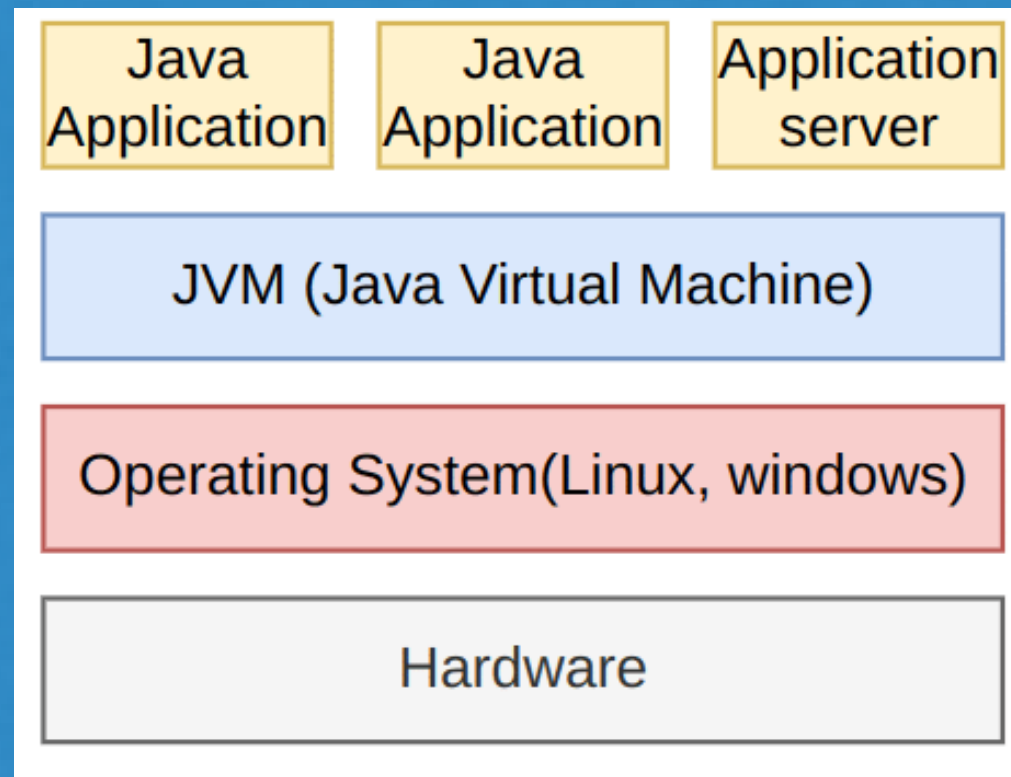 Java
Application
Java
Application
Application
server
JVM (Java Virtual Machine)
Operating System(Linux, windows)
Hardware